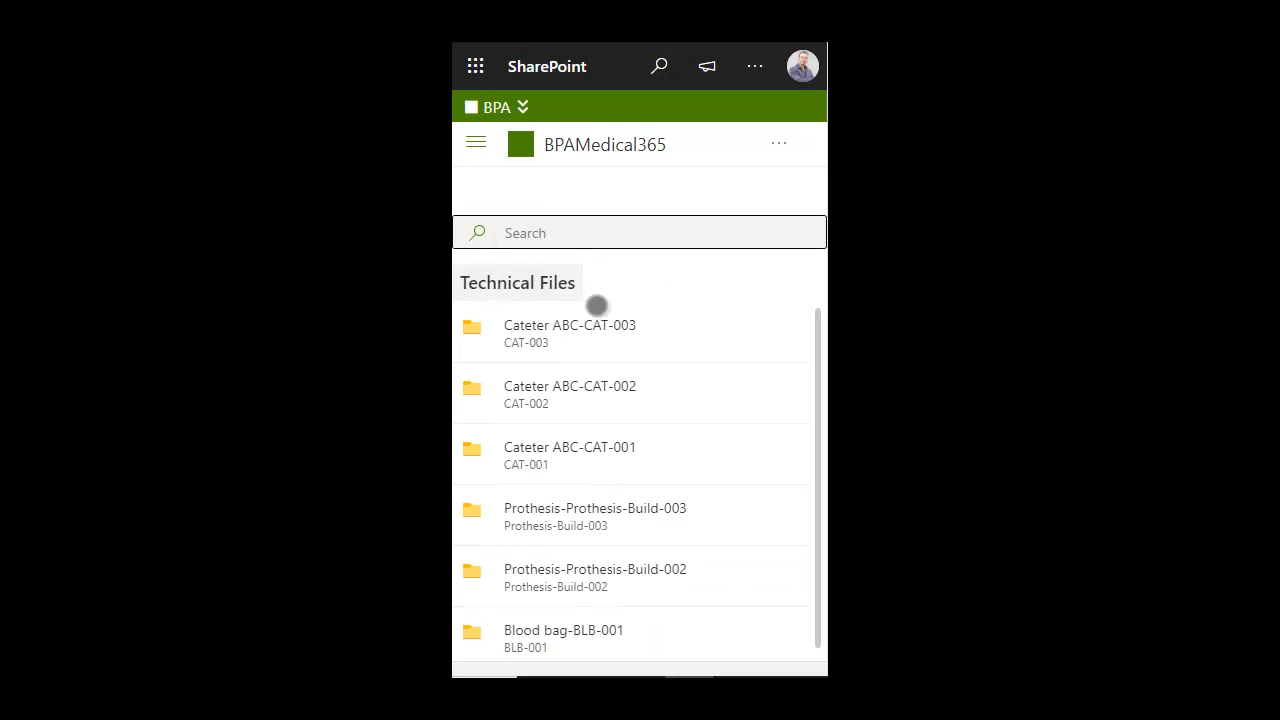 SharePoint
BPA
BPAMedical365
Search
Technical Files
Cateter ABC-CAT-003
CAT-003
Cateter ABC-CAT-002
CAT-002
Cateter ABC-CAT-001
CAT-001
Prothesis-Prothesis-Build-003
Prothesis-Build-003
Prothesis-Prothesis-Build-002
Prothesis-Build-002
Blood bag-BLB-001
BLB-001